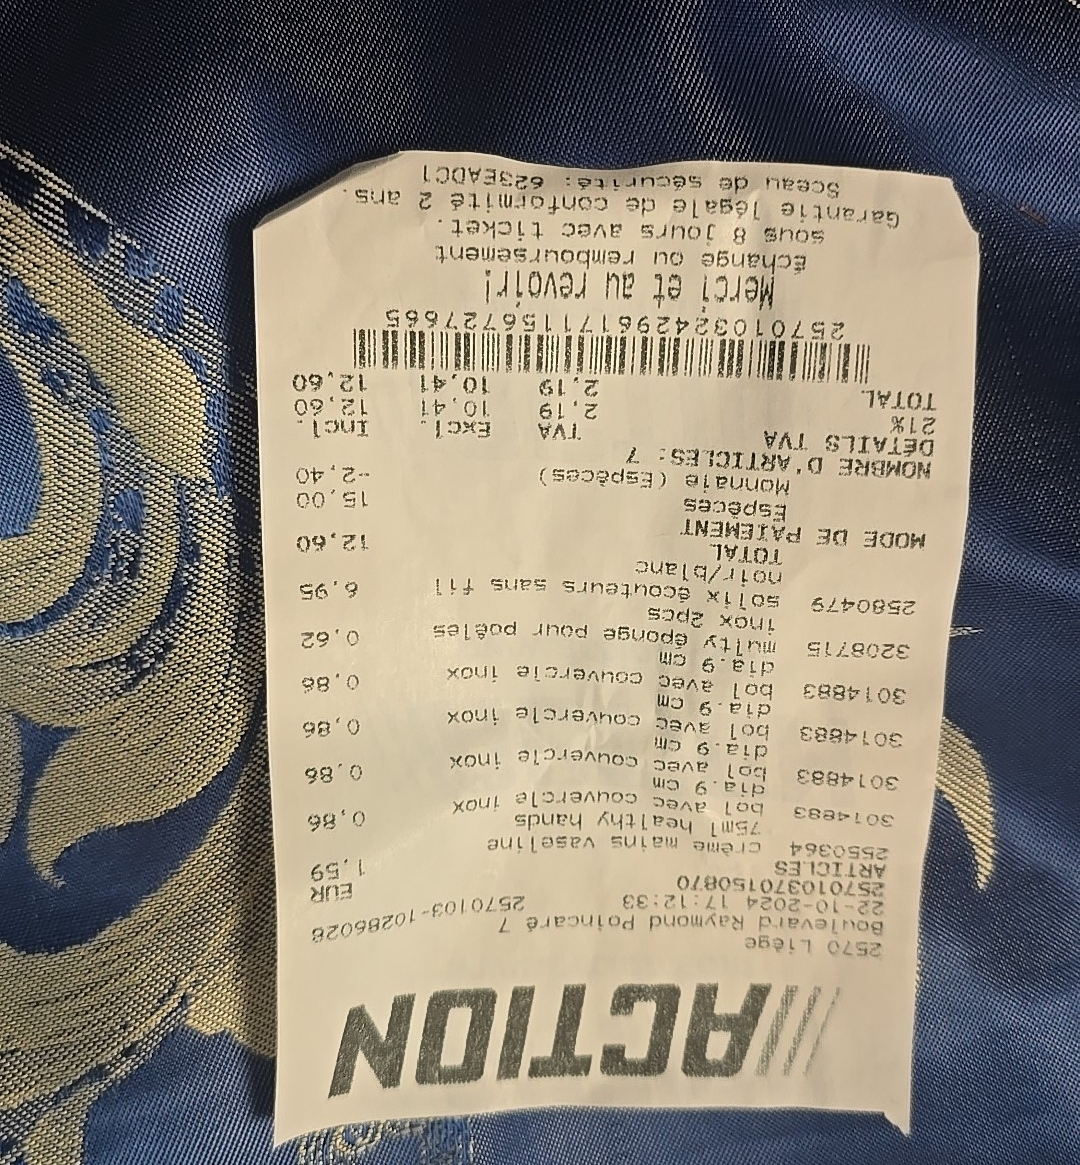 ACTION
2570 Liège
Boulevard Raymond Poincaré 7
22-10-2024 17:12:33 2570103-10286028
2570103701508​70
ARTICLES EUR
2550364 crème mains vaseline 1,59
75ml healthy hands
3014883 bol avec couvercle inox 0,86
dia.9 cm
3014883 bol avec couvercle inox 0,86
dia.9 cm
3014883 bol avec couvercle inox 0,86
dia.9 cm
3014883 bol avec couvercle inox 0,86
dia.9 cm
3208715 multy éponge pour poêles 0,62
inox 2pcs
2580479 solix écouteurs sans fil 6,95
noir/blanc
TOTAL 12,60
MODE DE PAIEMENT
Espèces 15,00
Monnaie (Espèces) -2,40
NOMBRE D'ARTICLES: 7
DÉTAILS TVA TVA Excl. Incl.
21% 2,19 10,41 12,60
TOTAL 2,19 10,41 12,60
2570103242961711567276​65
Merci et au revoir!
Échange ou remboursement
sous 8 jours avec ticket.
Garantie légale de conformité 2 ans.
Sceau de sécurité: 623EADC1